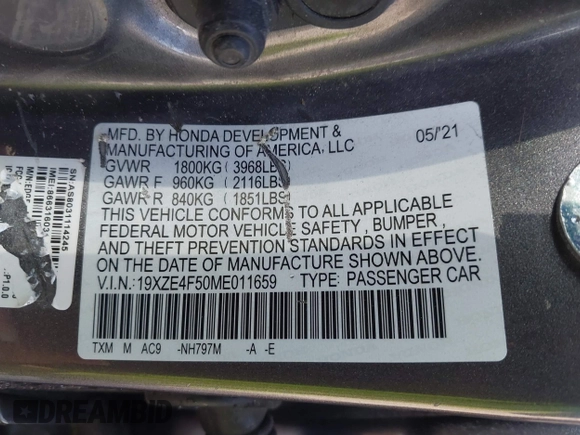 MFD. BY HONDA DEVELOPMENT & 05/'21
MANUFACTURING OF AMERICA, LLC
GVWR 1800KG ( 3968LBS)
GAWR F 960KG ( 2116LBS)
GAWR R 840KG ( 1851LBS)
THIS VEHICLE CONFORMS TO ALL APPLICABLE
FEDERAL MOTOR VEHICLE SAFETY , BUMPER ,
AND THEFT PREVENTION STANDARDS IN EFFECT
ON THE DATE OF MANUFACTURE SHOWN ABOVE.
V.I.N.:19XZE4F50ME011659 TYPE: PASSENGER CAR
TXM M AC9 -NH797M -A -E
SN:AS8031114245
DREAMBID